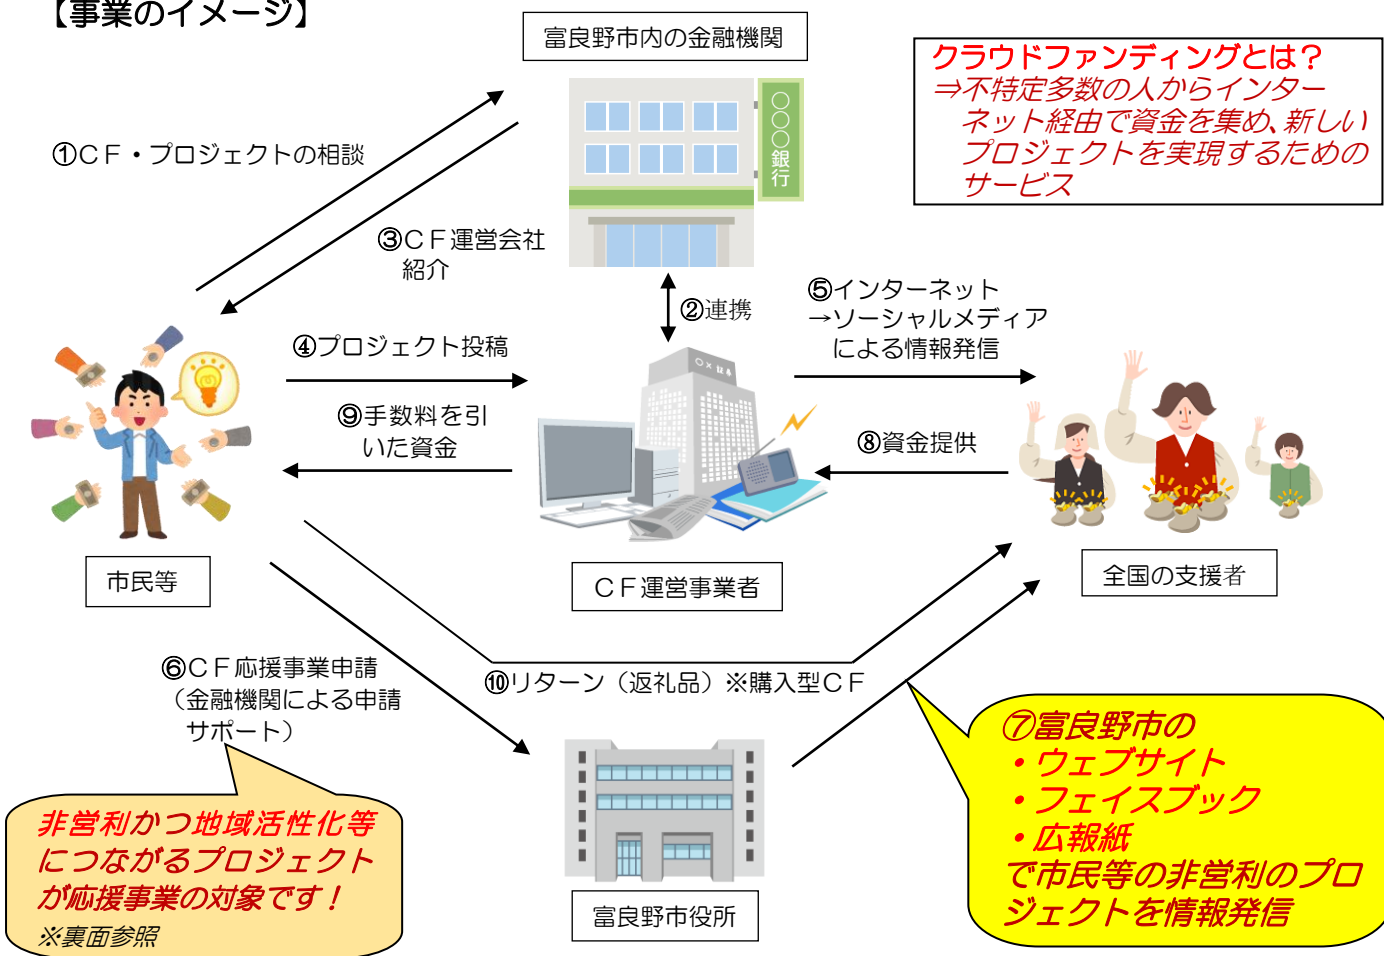 【事業のイメージ】
富良野市内の金融機関
クラウドファンディングとは？
⇒不特定多数の人からインター
ネット経由で資金を集め、新しい
プロジェクトを実現するための
サービス
〇〇〇銀行
①ＣＦ・プロジェクトの相談
③ＣＦ運営会社
紹介
②連携
⑤インターネット
→ソーシャルメディア
による情報発信
④プロジェクト投稿
⑨手数料を引
いた資金
⑧資金提供
市民等
ＣＦ運営事業者
全国の支援者
⑥ＣＦ応援事業申請
（金融機関による申請
サポート）
⑩リターン（返礼品）※購入型ＣＦ
⑦富良野市の
・ウェブサイト
・フェイスブック
・広報紙
で市民等の非営利のプロ
ジェクトを情報発信
非営利かつ地域活性化等
につながるプロジェクト
が応援事業の対象です！
※裏面参照
富良野市役所